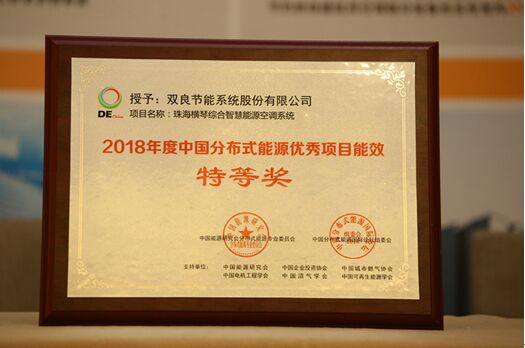 授予：双良节能系统股份有限公司
DE China
项目名称：珠海横琴综合智慧能源空调系统
2018年度中国分布式能源优秀项目能效
特等奖
中国能源研究会分布式能源专业委员会 中国分布式能源国际论坛组委会
支持单位： 中国能源研究会 中国企业投资协会 中国城市燃气协会
中国电机工程学会 中国沼气学会 中国可再生能源学会